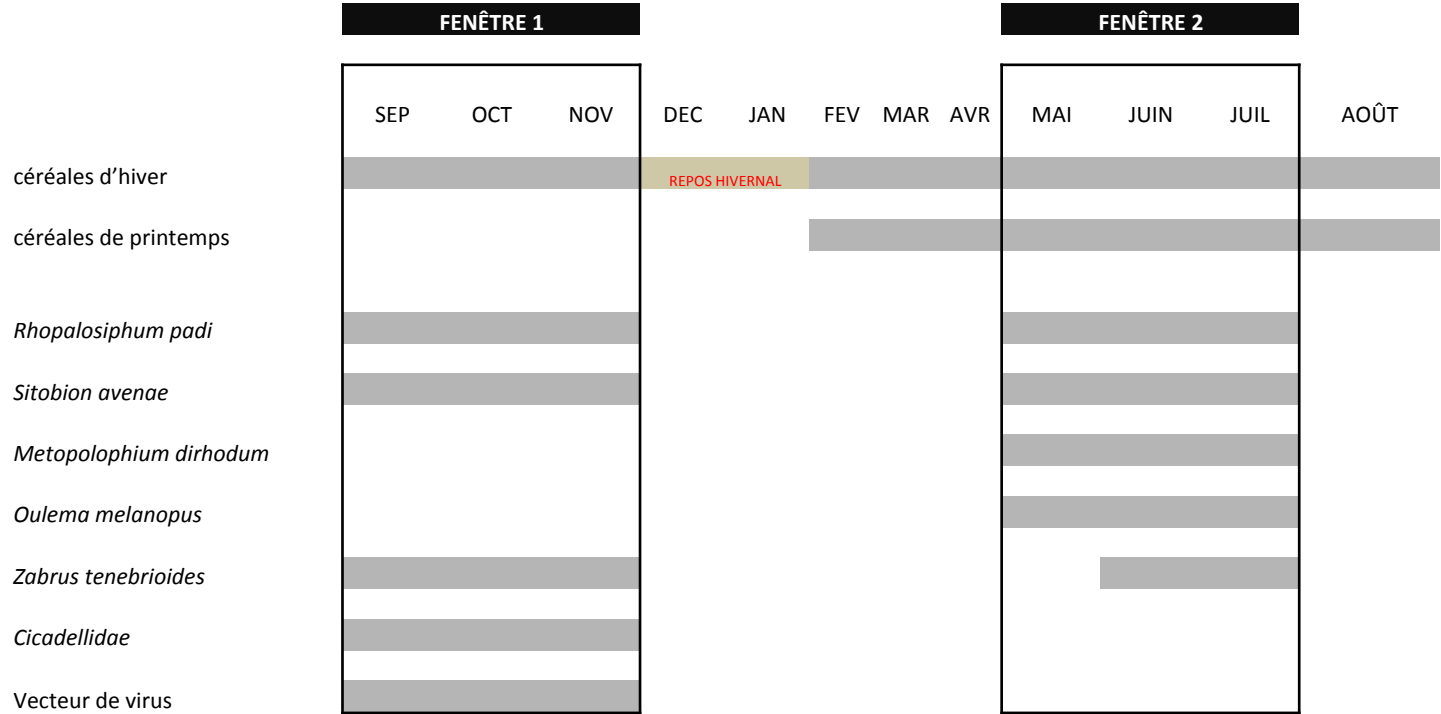 FENÊTRE 1 FENÊTRE 2
SEP OCT NOV DEC JAN FEV MAR AVR MAI JUIN JUIL AOÛT
céréales d’hiver REPOS HIVERNAL
céréales de printemps
Rhopalosiphum padi
Sitobion avenae
Metopolophium dirhodum
Oulema melanopus
Zabrus tenebrioides
Cicadellidae
Vecteur de virus